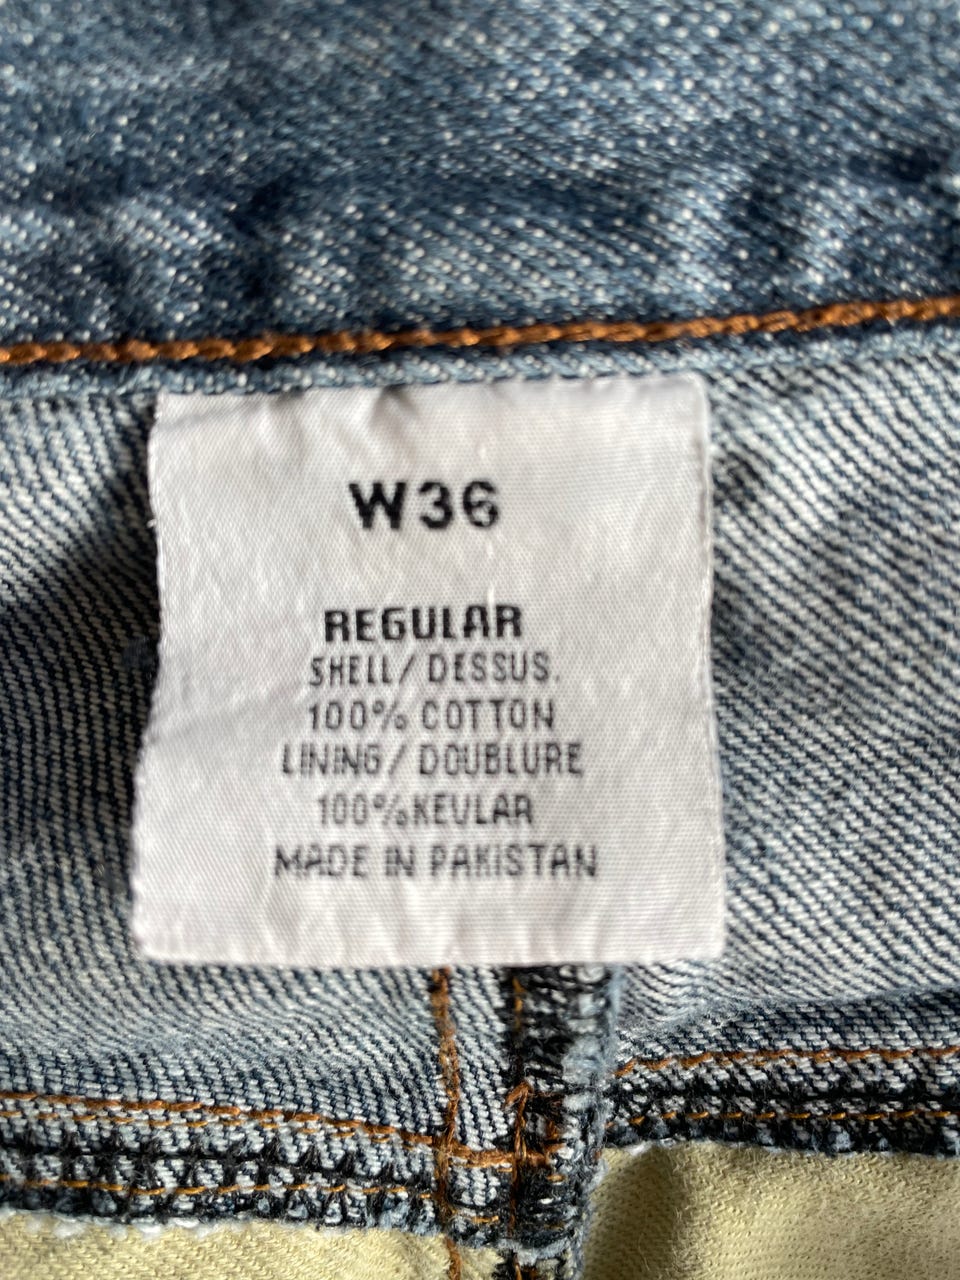 W36
REGULAR
SHELL/DESSUS.
100% COTTON
LINING/DOUBLURE
100%KEVLAR
MADE IN PAKISTAN